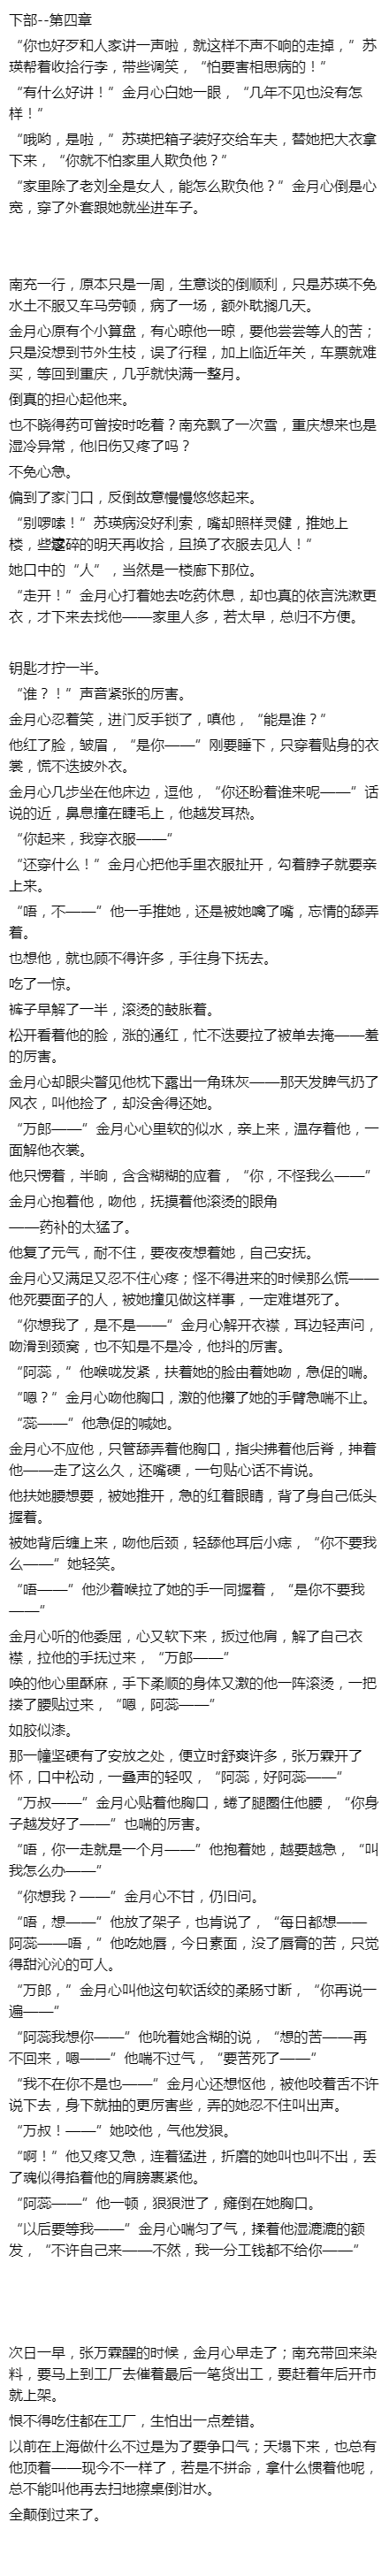 下部--第四章
“你也好歹和人家讲一声啦，就这样不声不响的走掉，”苏
瑛帮着收拾行李，带些调笑，“怕要害相思病的！”
“有什么好讲！”金月心白她一眼，“几年不见也没有怎
样！”
“哦哟，是啦，”苏瑛把箱子装好交给车夫，替她把大衣拿
下来，“你就不怕家里人欺负他？”
“家里除了老刘全是女人，能怎么欺负他？”金月心倒是心
宽，穿了外套跟她就坐进车子。
南充一行，原本只是一周，生意谈的倒顺利，只是苏瑛不免
水土不服又车马劳顿，病了一场，额外耽搁几天。
金月心原有个小算盘，有心晾他一晾，要他尝尝等人的苦；
只是没想到节外生枝，误了行程，加上临近年关，车票就难
买，等回到重庆，几乎就快满一整月。
倒真的担心起他来。
也不晓得药可曾按时吃着？南充飘了一次雪，重庆想来也是
湿冷异常，他旧伤又疼了吗？
不免心急。
偏到了家门口，反倒故意慢慢悠悠起来。
“别啰嗦！”苏瑛病没好利索，嘴却照样灵健，推她上
楼，些碎的明天再收拾，且换了衣服去见人！”
她口中的“人”，当然是一楼廊下那位。
“走开！”金月心打着她去吃药休息，却也真的依言洗漱更
衣，才下来去找他——家里人多，若太早，总归不方便。
钥匙才拧一半。
“谁？！”声音紧张的厉害。
金月心忍着笑，进门反手锁了，嗔他，“能是谁？”
他红了脸，皱眉，“是你——”刚要睡下，只穿着贴身的衣
裳，慌不迭披外衣。
金月心几步坐在他床边，逗他，“你还盼着谁来呢——”话
说的近，鼻息撞在睫毛上，他越发耳热。
“你起来，我穿衣服——”
“还穿什么！”金月心把他手里衣服扯开，勾着脖子就要亲
上来。
“唔，不——”他一手推她，还是被她噙了嘴，忘情的舔弄
着。
也想他，就也顾不得许多，手往身下抚去。
吃了一惊。
裤子早解了一半，滚烫的鼓胀着。
松开看着他的脸，涨的通红，忙不迭要拉了被单去掩——羞
的厉害。
金月心却眼尖瞥见他枕下露出一角珠灰——那天发脾气扔了
风衣，叫他捡了，却没舍得还她。
“万郎——”金月心心里软的似水，亲上来，温存着他，一
面解他衣裳。
他只愣着，半晌，含含糊糊的应着，“你，不怪我么——”
金月心抱着他，吻他，抚摸着他滚烫的眼角
——药补的太猛了。
他复了元气，耐不住，要夜夜想着她，自己安抚。
金月心又满足又忍不住心疼；怪不得进来的时候那么慌——
他死要面子的人，被她撞见做这样事，一定难堪死了。
“你想我了，是不是——”金月心解开衣襟，耳边轻声问，
吻滑到颈窝，也不知是不是冷，他抖的厉害。
“阿蕊，”他喉咙发紧，扶着她的脸由着她吻，急促的喘。
“嗯？”金月心吻他胸口，激的他攥了她的手臂急喘不止。
“蕊——”他急促的喊她。
金月心不应他，只管舔弄着他胸口，指尖拂着他后脊，抻着
他——走了这么久，还嘴硬，一句贴心话不肯说。
他扶她腰想要，被她推开，急的红着眼睛，背了身自己低头
握着。
被她背后缠上来，吻他后颈，轻舔他耳后小痣，“你不要我
么——”她轻笑。
“唔——”他沙着喉拉了她的手一同握着，“是你不要我
——”
金月心听的他委屈，心又软下来，扳过他肩，解了自己衣
襟，拉他的手抚过来，“万郎——”
唤的他心里酥麻，手下柔顺的身体又激的他一阵滚烫，一把
搂了腰贴过来，“嗯，阿蕊——”
如胶似漆。
那一幢坚硬有了安放之处，便立时舒爽许多，张万霖开了
怀，口中松动，一叠声的轻叹，“阿蕊，好阿蕊——”
“万叔——”金月心贴着他胸口，蜷了腿圈住他腰，“你身
子越发好了——”也喘的厉害。
“唔，你一走就是一个月——”他抱着她，越要越急，“叫
我怎么办——”
“你想我？——”金月心不甘，仍旧问。
“唔，想——”他放了架子，也肯说了，“每日都想——
阿蕊——唔，”他吃她唇，今日素面，没了唇膏的苦，只觉
得甜沁沁的可人。
“万郎，”金月心叫他这句软话绞的柔肠寸断，“你再说一
遍——”
“阿蕊我想你——”他吮着她含糊的说，“想的苦——再
不回来，嗯——”他喘不过气，“要苦死了——”
“我不在你不是也——”金月心还想怄他，被他咬着舌不许
说下去，身下就抽的更厉害些，弄的她忍不住叫出声。
“万叔！——”她咬他，气他发狠。
“啊！”他又疼又急，连着猛进，折磨的她叫也叫不出，丢
了魂似得掐着他的肩膀裹紧他。
“阿蕊——”他一顿，狠狠泄了，瘫倒在她胸口。
“以后要等我——”金月心喘匀了气，揉着他湿漉漉的额
发，“不许自己来——不然，我一分工钱都不给你——”
次日一早，张万霖醒的时候，金月心早走了；南充带回来染
料，要马上到工厂去催着最后一笔货出工，要赶着年后开市
就上架。
恨不得吃住都在工厂，生怕出一点差错。
以前在上海做什么不过是为了要争口气；天塌下来，也总有
他顶着——现今不一样了，若是不拼命，拿什么惯着他呢，
总不能叫他再去扫地擦桌倒泔水。
全颠倒过来了。